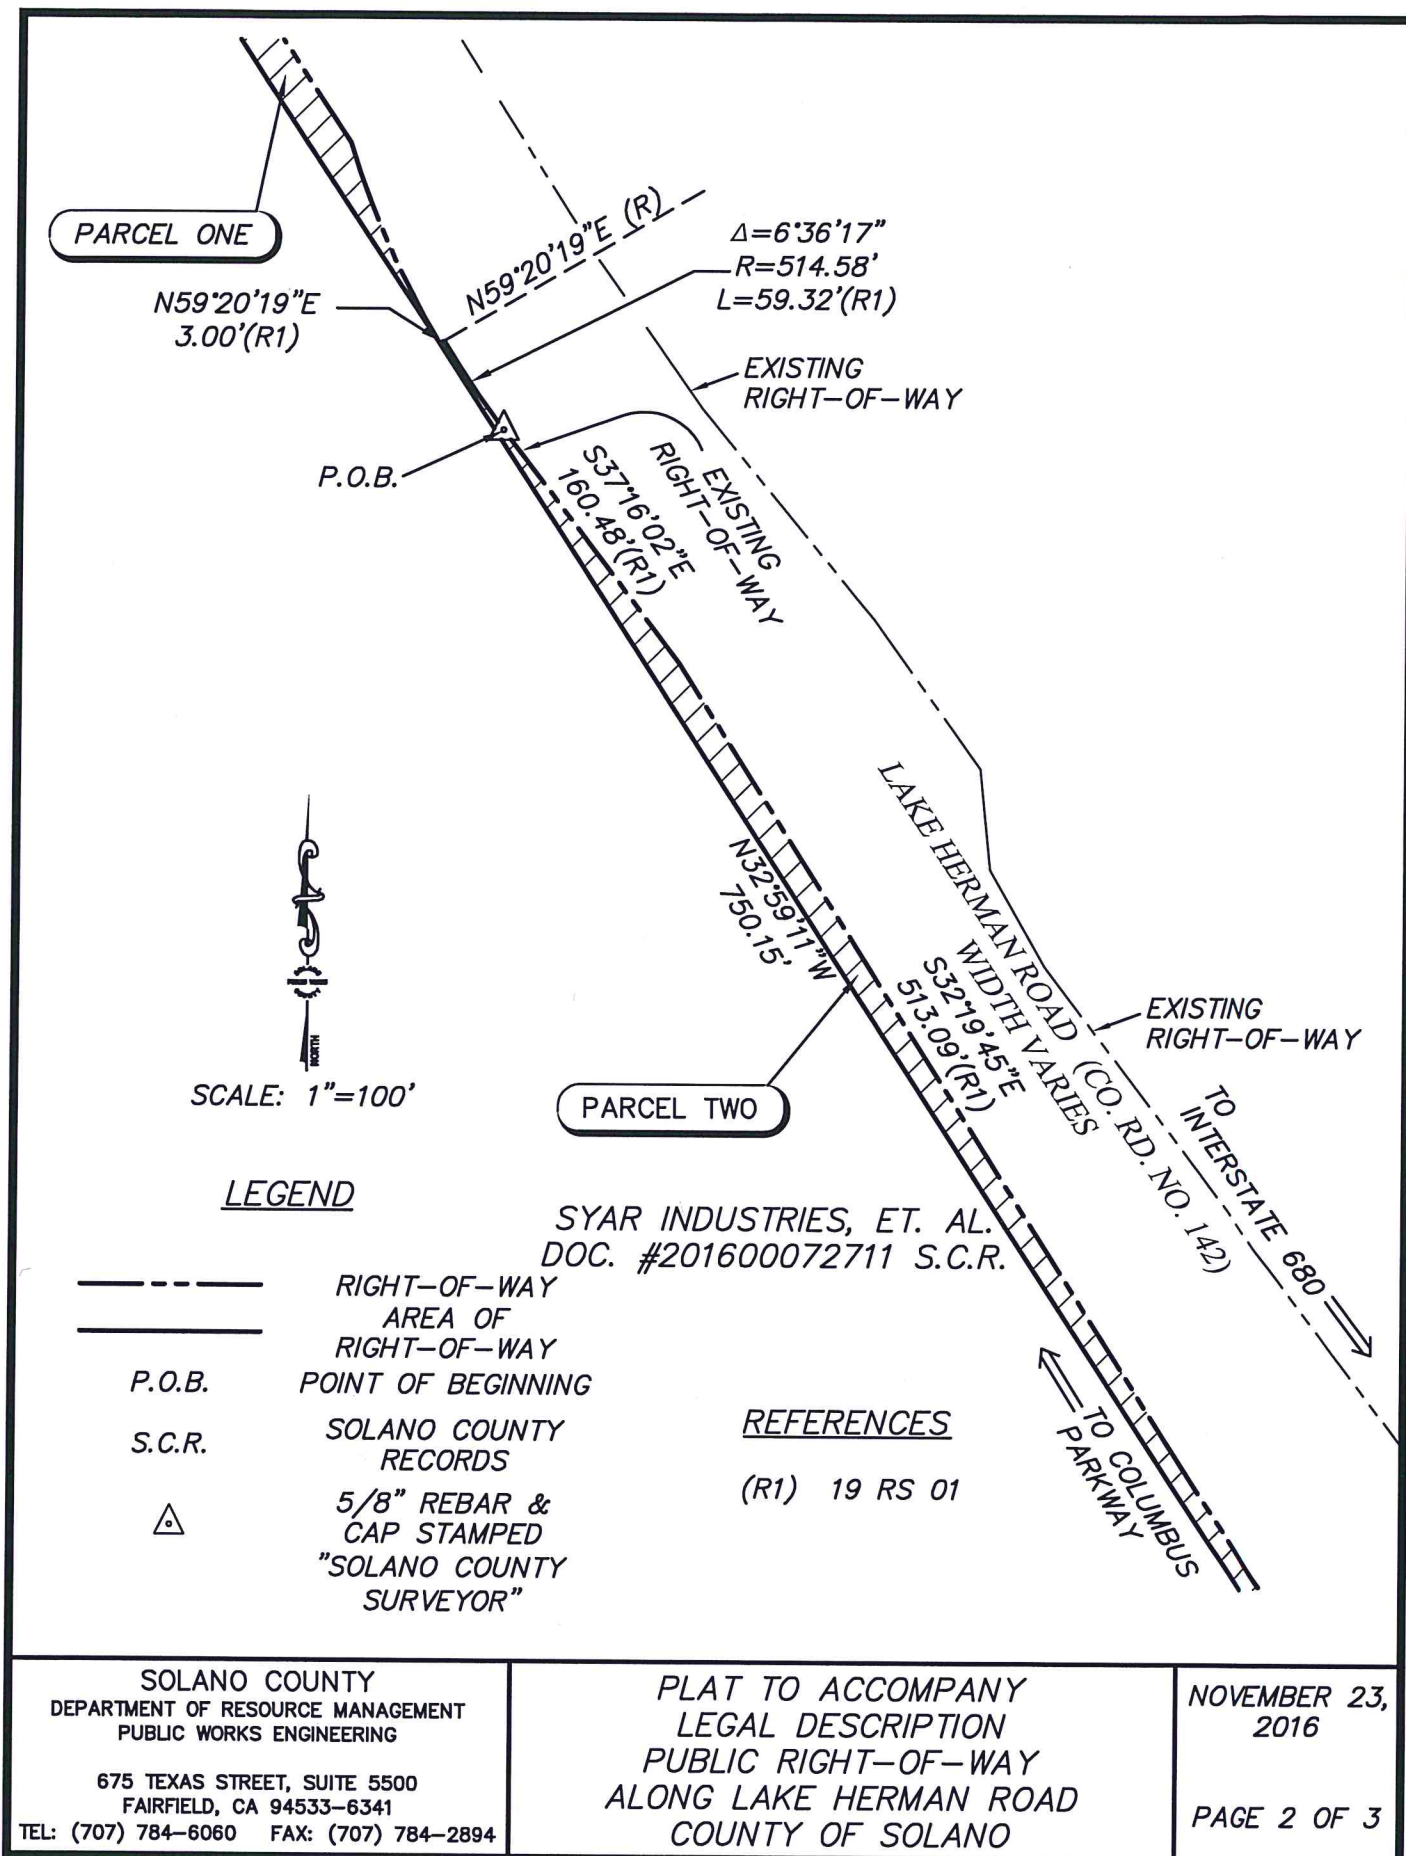 PARCEL ONE
N59°20'19"E
3.00'(R1)
N59°20'19"E (R)
Δ=6°36'17"
R=514.58'
L=59.32'(R1)
EXISTING
RIGHT-OF-WAY
P.O.B.
S37°16'02"E
160.48'(R1)
EXISTING
RIGHT-OF-WAY
N32°59'11"W
750.15'
LAKE HERMAN ROAD (CO. RD. NO. 142)
WIDTH VARIES
S32°19'45"E
513.09'(R1)
EXISTING
RIGHT-OF-WAY
PUBLIC WORKS
NORTH
SCALE: 1"=100'
PARCEL TWO
TO
INTERSTATE 680
SYAR INDUSTRIES, ET. AL.
DOC. #201600072711 S.C.R.
TO COLUMBUS
PARKWAY
LEGEND
RIGHT-OF-WAY
AREA OF
RIGHT-OF-WAY
P.O.B. POINT OF BEGINNING
S.C.R. SOLANO COUNTY
RECORDS
5/8" REBAR &
CAP STAMPED
"SOLANO COUNTY
SURVEYOR"
REFERENCES
(R1) 19 RS 01
SOLANO COUNTY
DEPARTMENT OF RESOURCE MANAGEMENT
PUBLIC WORKS ENGINEERING
675 TEXAS STREET, SUITE 5500
FAIRFIELD, CA 94533-6341
TEL: (707) 784-6060 FAX: (707) 784-2894
PLAT TO ACCOMPANY
LEGAL DESCRIPTION
PUBLIC RIGHT-OF-WAY
ALONG LAKE HERMAN ROAD
COUNTY OF SOLANO
NOVEMBER 23,
2016
PAGE 2 OF 3